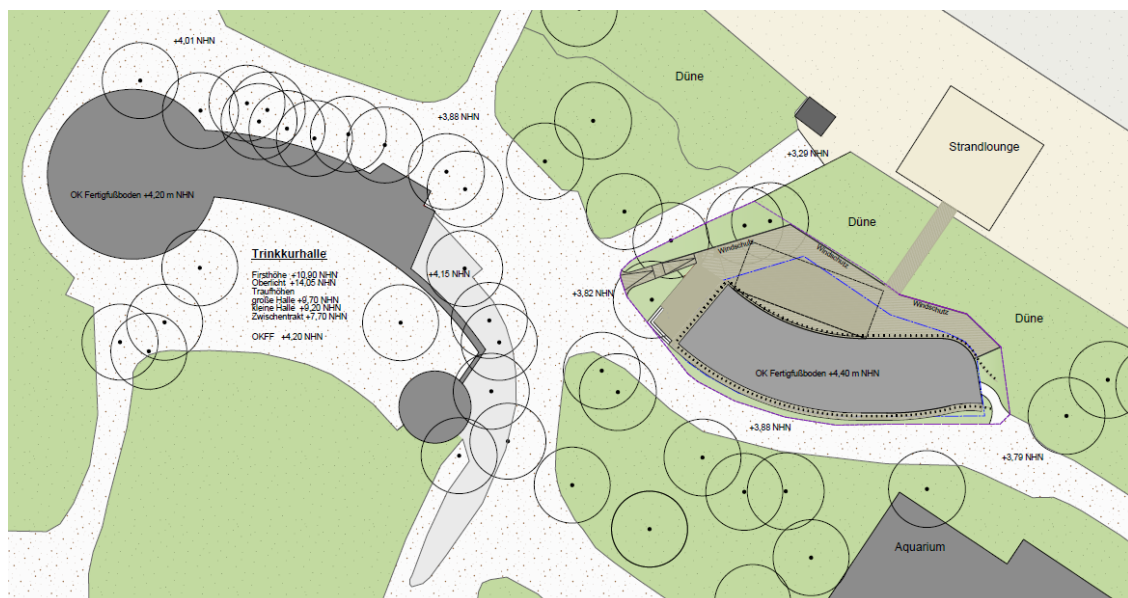 +4,01 NHN
Düne
+3,88 NHN
+3,29 NHN
Strandlounge
OK Fertigfußboden +4,20 m NHN
Düne
Windschutz
Windschutz
Trinkkurhalle
Firsthöhe +10,90 NHN
Oberlicht +14,05 NHN
Traufhöhen
große Halle +9,70 NHN
kleine Halle +9,20 NHN
Zwischentrakt +7,70 NHN
OKFF +4,20 NHN
+4,15 NHN
+3,82 NHN
Windschutz
Düne
OK Fertigfußboden +4,40 m NHN
+3,88 NHN
+3,79 NHN
Aquarium